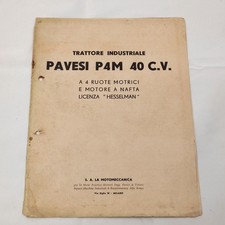 TRATTORE INDUSTRIALE
PAVESI P4M 40 C.V.
A 4 RUOTE MOTRICI
E MOTORE A NAFTA
LICENZA "HESSELMAN"
S. A. LA MOTOMECCANICA